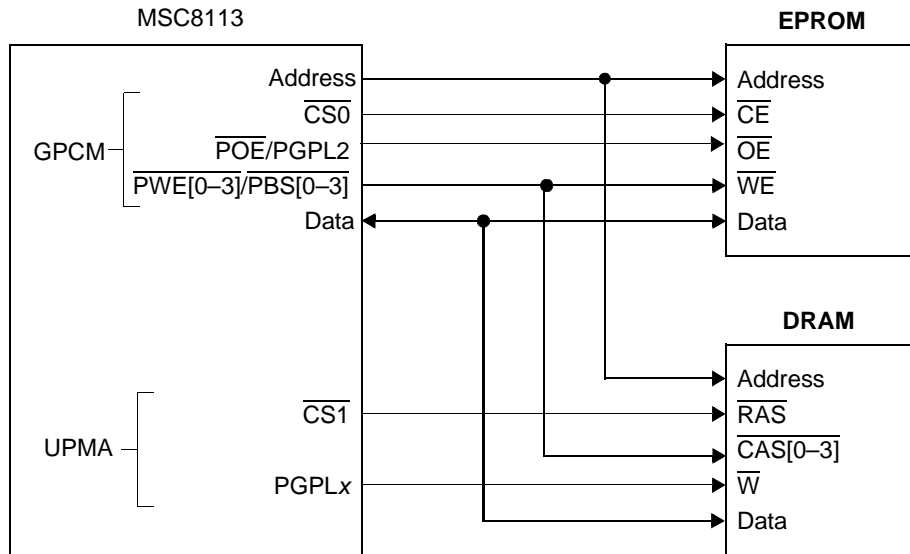 MSC8113
EPROM
Address
Address
CS0
CE
GPCM
POE/PGPL2
OE
PWE[0–3]/PBS[0–3]
WE
Data
Data
DRAM
Address
CS1
RAS
UPMA
CAS[0–3]
PGPLx
W
Data